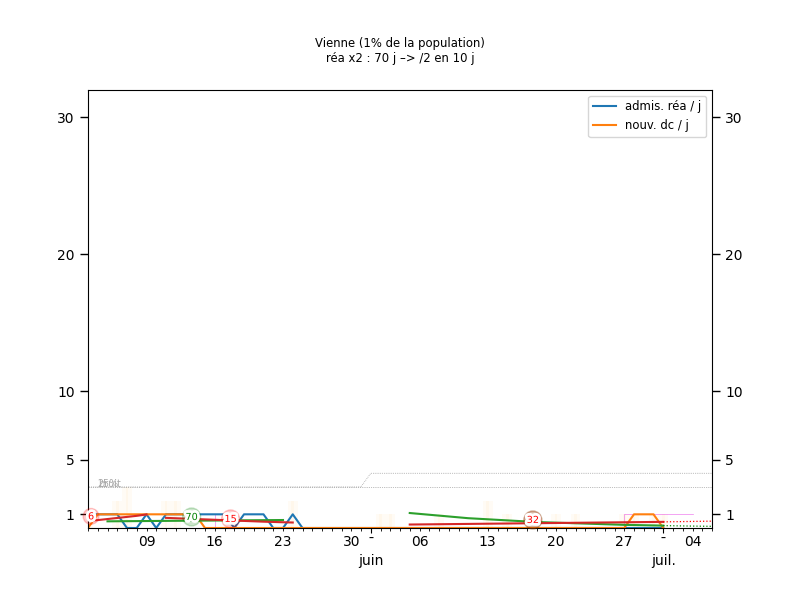 Vienne (1% de la population)
réa x2 : 70 j –> /2 en 10 j
admis. réa / j
nouv. dc / j
30 30
20 20
10 10
5 5
1 1
6 70 15 32
09 16 23 30 - 06 13 20 27 - 04
juin juil.